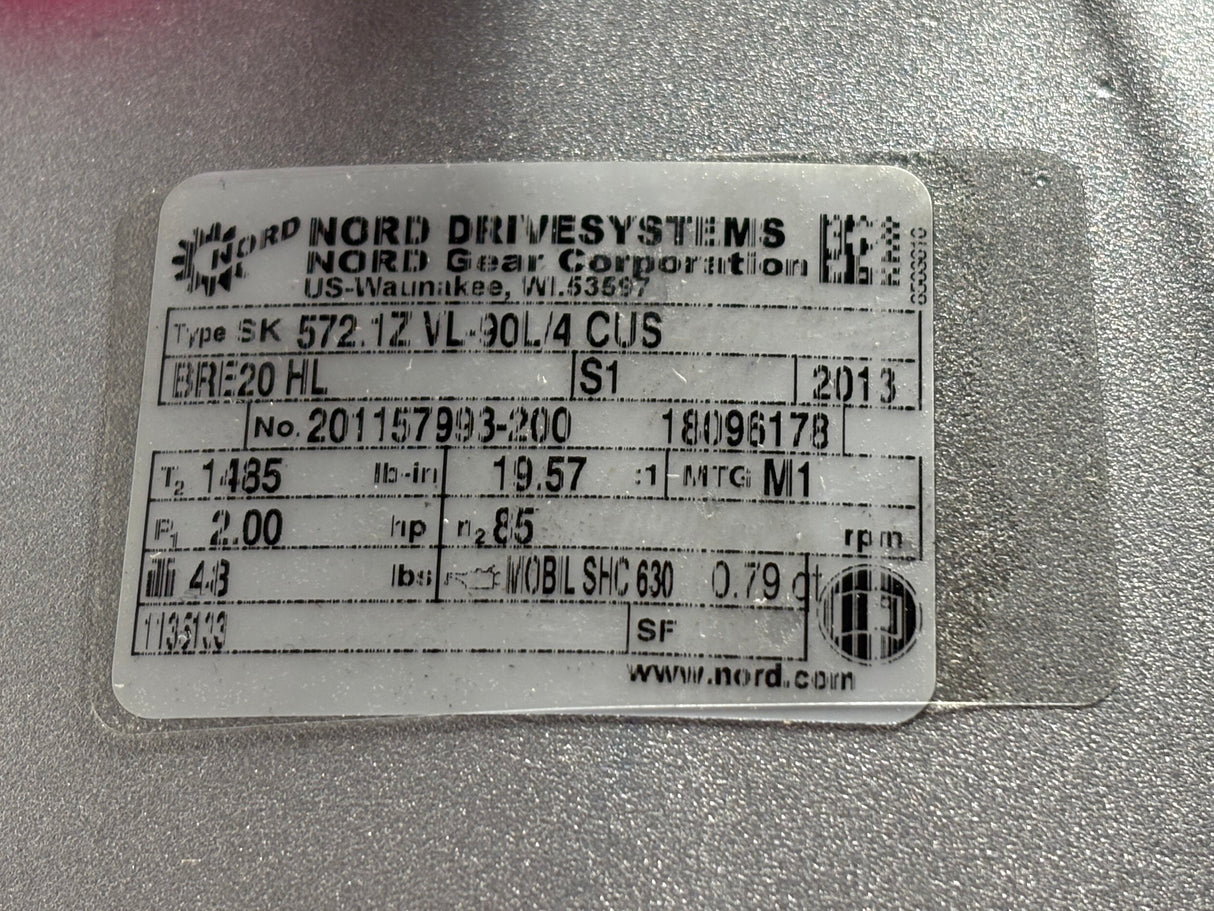 NORD
NORD DRIVESYSTEMS
NORD Gear Corporation
US-Waunakee, WI.53597
Type SK 572.1Z VL-90L/4 CUS
BRE20 HL S1 2013
No. 201157993-200 18096178
T2 1485 lb-in 19.57 :1 MTG M1
P1 2.00 hp n2 85 rpm
48 lbs MOBIL SHC 630 0.79 qt
SF
www.nord.com